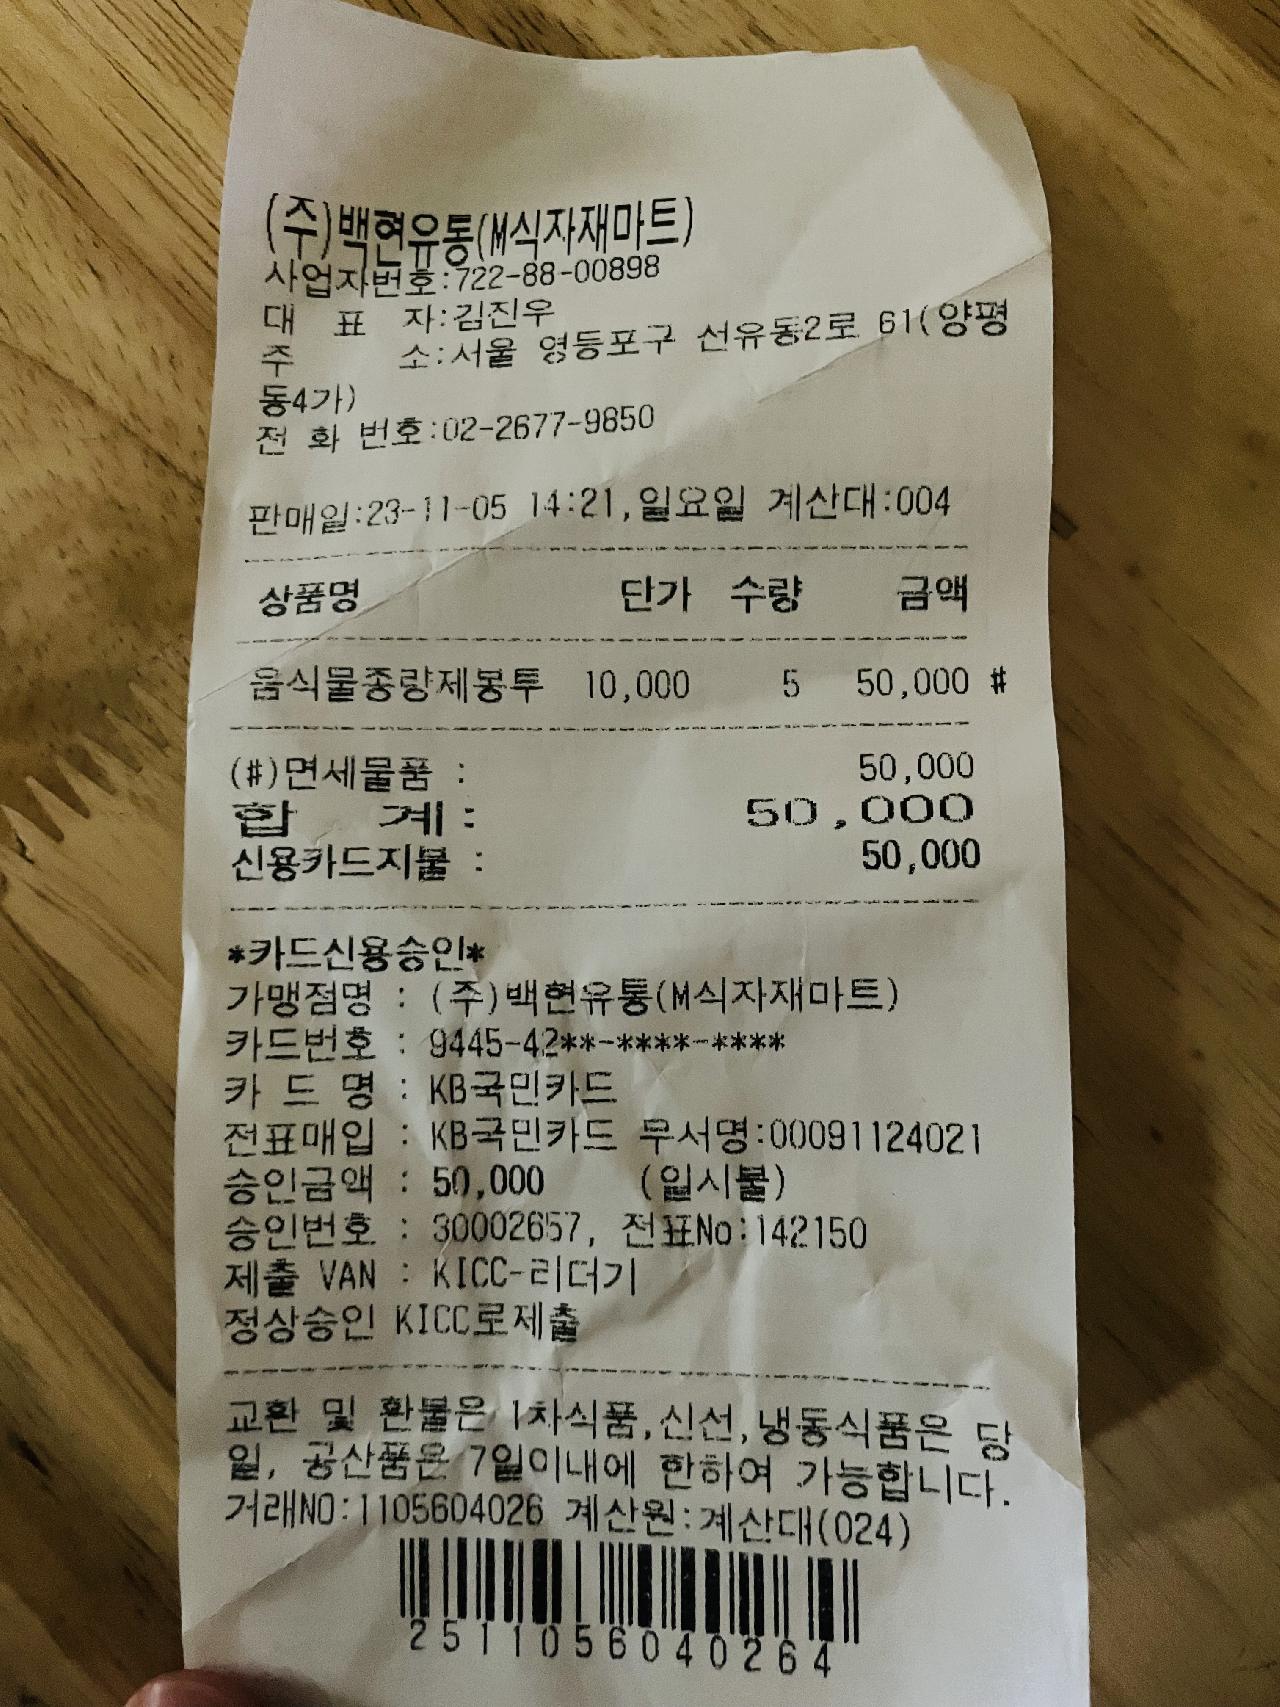 (주)백현유통(M식자재마트)
사업자번호:722-88-00898
대 표 자:김진우
주 소:서울 영등포구 선유동2로 61(양평
동4가)
전 화 번호:02-2677-9850
판매일:23-11-05 14:21,일요일 계산대:004
상품명 단가 수량 금액
음식물종량제봉투 10,000 5 50,000 #
(#)면세물품 : 50,000
합 계: 50,000
신용카드지불 : 50,000
*카드신용승인*
가맹점명 : (주)백현유통(M식자재마트)
카드번호 : 9445-42**-****-****
카 드 명 : KB국민카드
전표매입 : KB국민카드 무서명:00091124021
승인금액 : 50,000 (일시불)
승인번호 : 30002657, 전표No:142150
제출 VAN : KICC-리더기
정상승인 KICC로제출
교환 및 환불은 1차식품,신선,냉동식품은 당
일, 공산품은 7일이내에 한하여 가능합니다.
거래NO:1105604026 계산원:계산대(024)
2511056040264